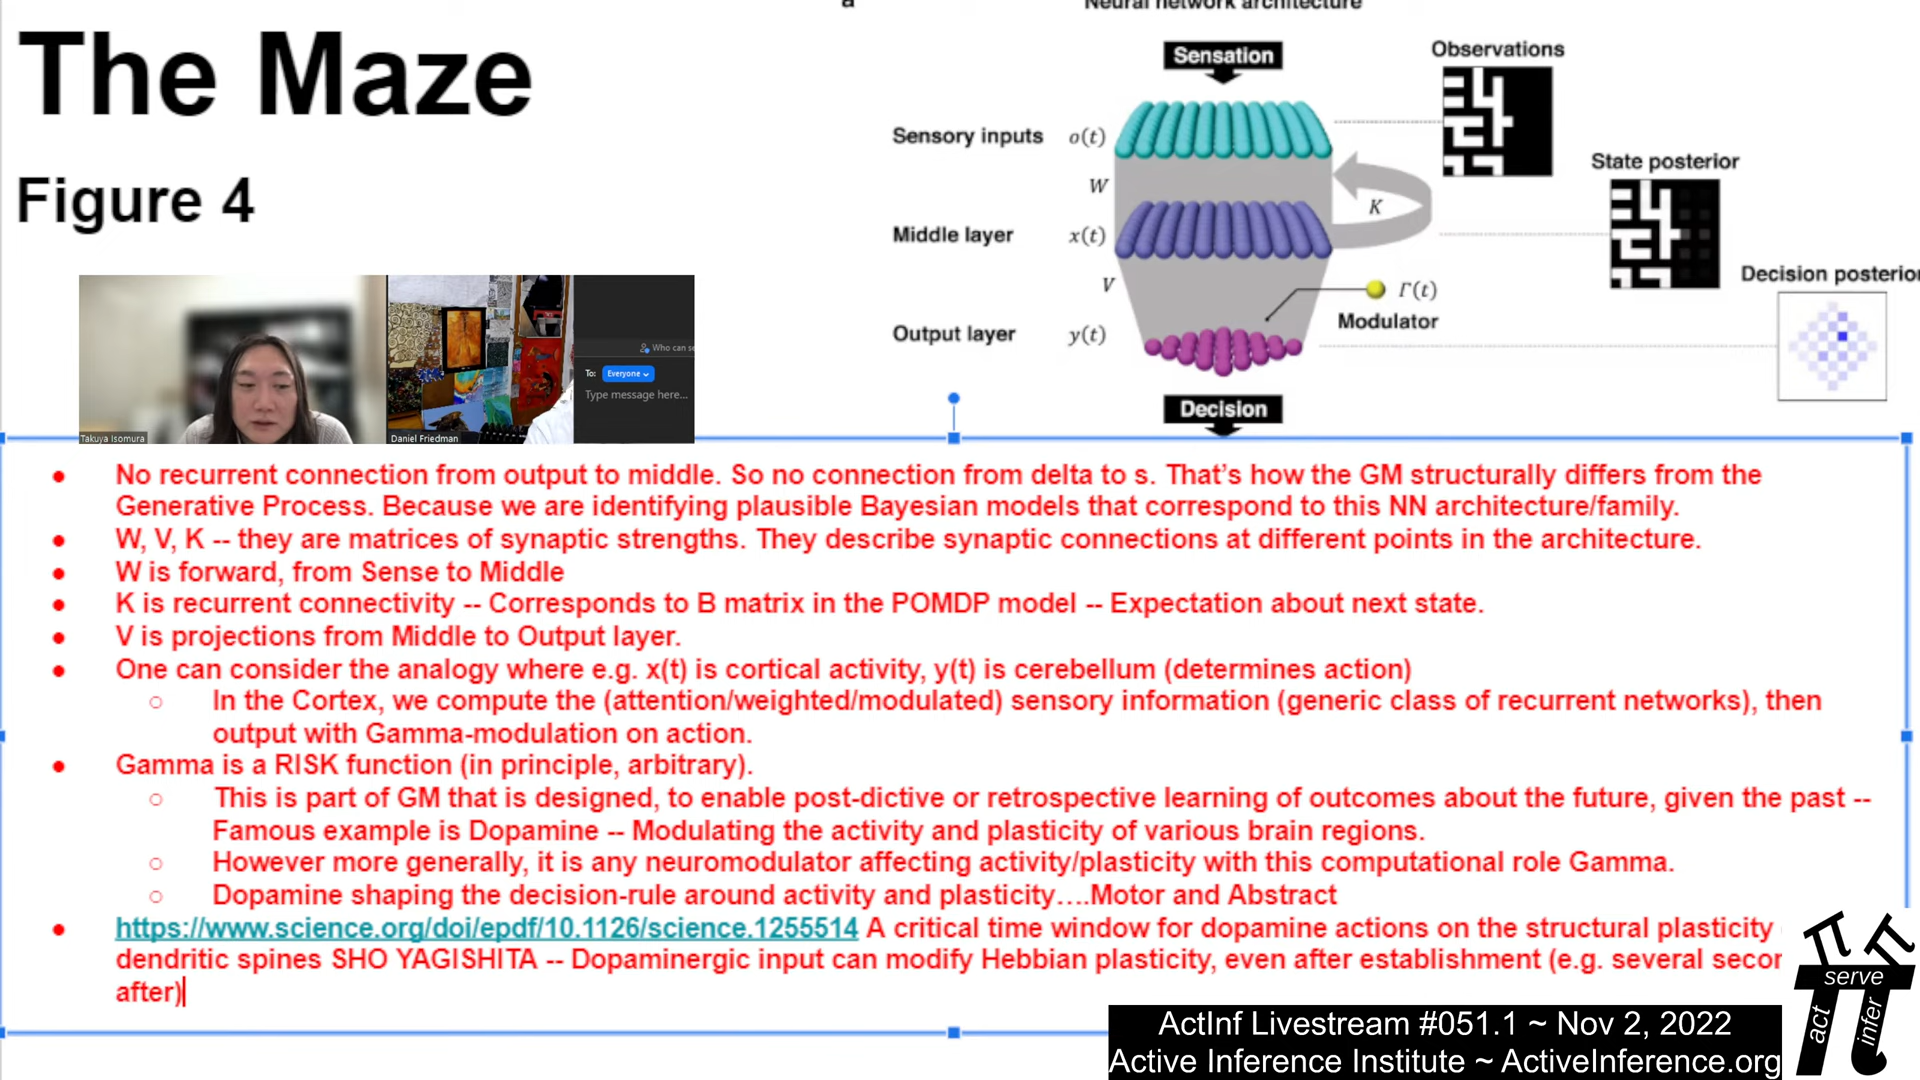 The Maze
Figure 4
a
Neural network architecture
Sensation
Observations
Sensory inputs o(t)
W
State posterior
K
Middle layer x(t)
V
Decision posterior
Γ(t)
Modulator
Output layer y(t)
Decision
Who can se
To: Everyone
Type message here...
Takuya Isomura
Daniel Friedman
No recurrent connection from output to middle. So no connection from delta to s. That's how the GM structurally differs from the
Generative Process. Because we are identifying plausible Bayesian models that correspond to this NN architecture/family.
W, V, K -- they are matrices of synaptic strengths. They describe synaptic connections at different points in the architecture.
W is forward, from Sense to Middle
K is recurrent connectivity -- Corresponds to B matrix in the POMDP model -- Expectation about next state.
V is projections from Middle to Output layer.
One can consider the analogy where e.g. x(t) is cortical activity, y(t) is cerebellum (determines action)
In the Cortex, we compute the (attention/weighted/modulated) sensory information (generic class of recurrent networks), then
output with Gamma-modulation on action.
Gamma is a RISK function (in principle, arbitrary).
This is part of GM that is designed, to enable post-dictive or retrospective learning of outcomes about the future, given the past --
Famous example is Dopamine -- Modulating the activity and plasticity of various brain regions.
However more generally, it is any neuromodulator affecting activity/plasticity with this computational role Gamma.
Dopamine shaping the decision-rule around activity and plasticity….Motor and Abstract
https://www.science.org/doi/epdf/10.1126/science.1255514 A critical time window for dopamine actions on the structural plasticity
dendritic spines SHO YAGISHITA -- Dopaminergic input can modify Hebbian plasticity, even after establishment (e.g. several secon
after)
ActInf Livestream #051.1 ~ Nov 2, 2022
Active Inference Institute ~ ActiveInference.org
serve
act
infer